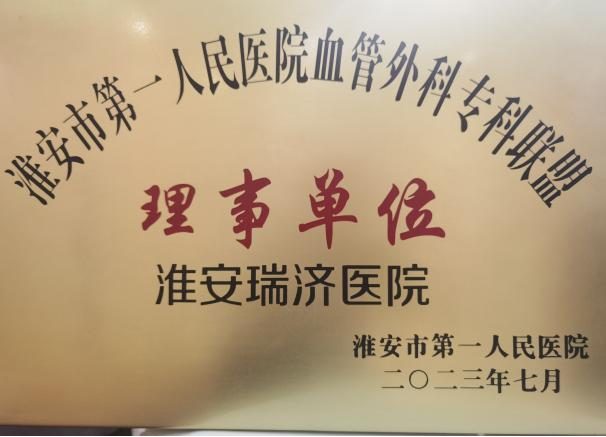 淮安市第一人民医院血管外科专科联盟
理事单位
淮安瑞济医院
淮安市第一人民医院
二〇二三年七月